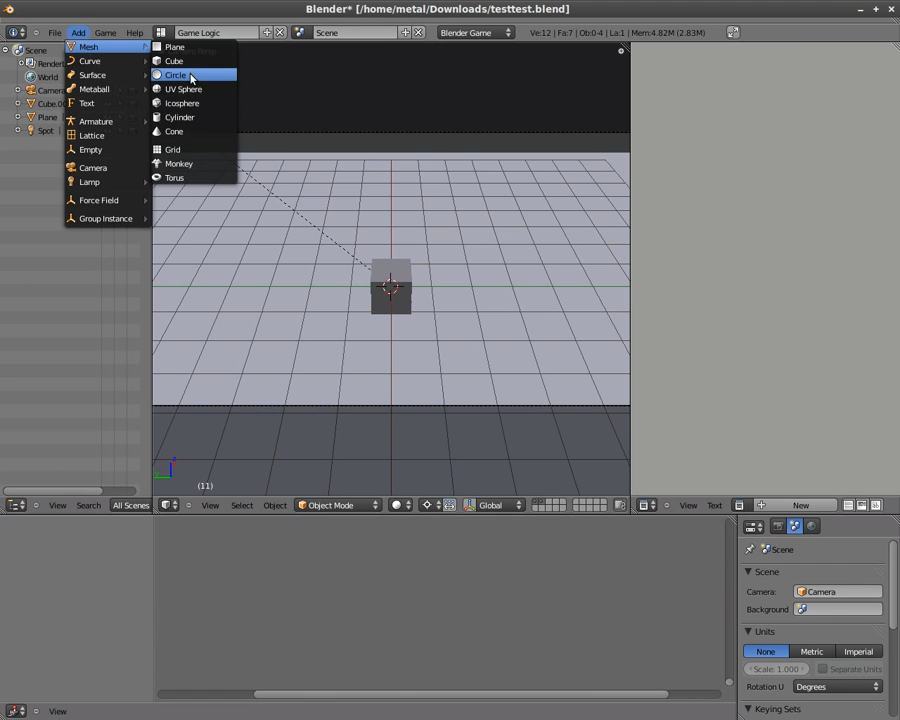 Blender* [/home/metal/Downloads/testtest.blend]
File Add Game Help Game Logic Scene Blender Game Ve:12 | Fa:7 | Ob:0-4 | La:1 | Mem:4.82M (2.83M)
Scene
World
Camera
Plane
Spot
Mesh
Curve
Surface
Metaball
Text
Armature
Lattice
Empty
Camera
Lamp
Force Field
Group Instance
Plane
Cube
Circle
UV Sphere
Icosphere
Cylinder
Cone
Grid
Monkey
Torus
(11)
View Search All Scenes View Select Object Object Mode Global View Text New
Scene
Scene
Camera: Camera
Background
Units
None Metric Imperial
Scale: 1.000 Separate Units
Rotation U Degrees
Keying Sets
View